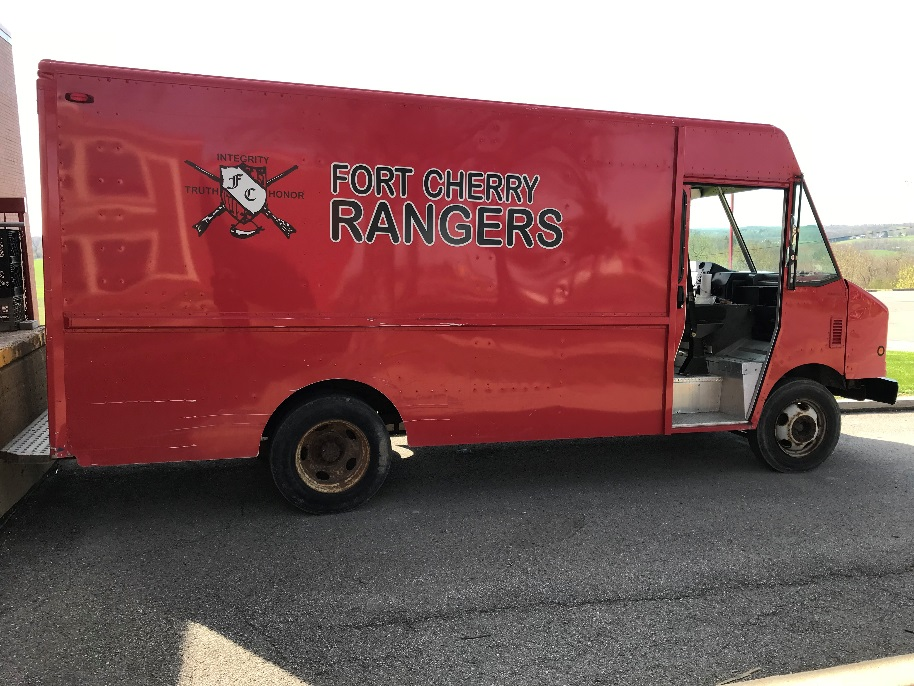 INTEGRITY
TRUTH FC HONOR
FORT CHERRY
RANGERS